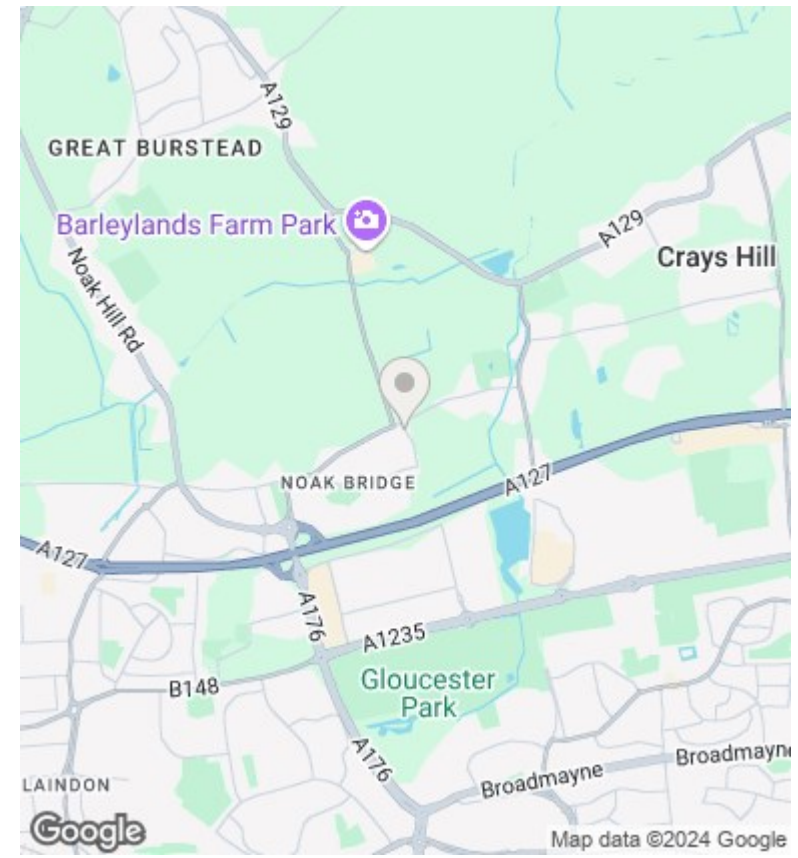 A129
GREAT BURSTEAD
Barleylands Farm Park
A129
Crays Hill
Noak Hill Rd
NOAK BRIDGE
A127
A127
A176
A1235
B148
Gloucester
Park
A176
Broadmayne
Broadmayn
LAINDON
Google
Map data ©2024 Google